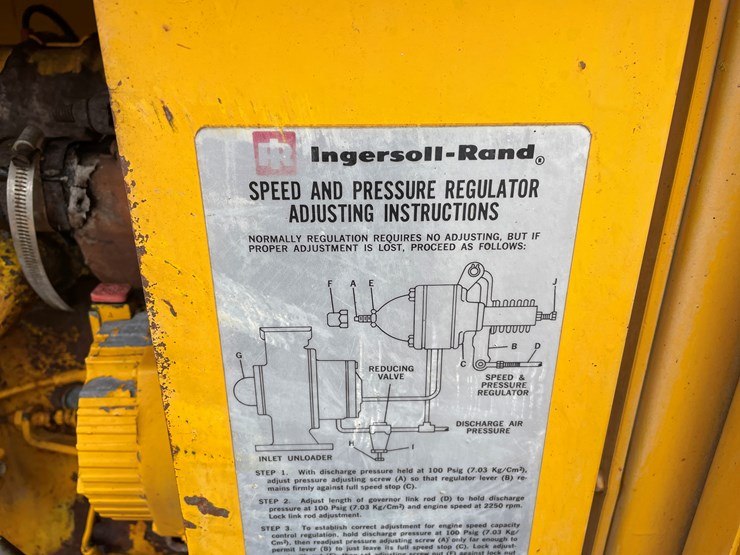 IR Ingersoll-Rand®
SPEED AND PRESSURE REGULATOR
ADJUSTING INSTRUCTIONS
NORMALLY REGULATION REQUIRES NO ADJUSTING, BUT IF
PROPER ADJUSTMENT IS LOST, PROCEED AS FOLLOWS:
F A E J
B
C D
G
REDUCING
VALVE
SPEED &
PRESSURE
REGULATOR
DISCHARGE AIR
PRESSURE
H I
INLET UNLOADER
STEP 1. With discharge pressure held at 100 Psig (7.03 Kg/Cm²),
adjust pressure adjusting screw (A) so that regulator lever (B) re-
mains firmly against full speed stop (C).
STEP 2. Adjust length of governor link rod (D) to hold discharge
pressure at 100 Psig (7.03 Kg/Cm²) and engine speed at 2250 rpm.
Lock link rod adjustment.
STEP 3. To establish correct adjustment for engine speed capacity
control regulation, hold discharge pressure at 100 Psig (7.03 Kg/
Cm²), then readjust pressure adjusting screw (A) only far enough to
permit lever (B) to just leave its full speed stop (C). Lock adjust-